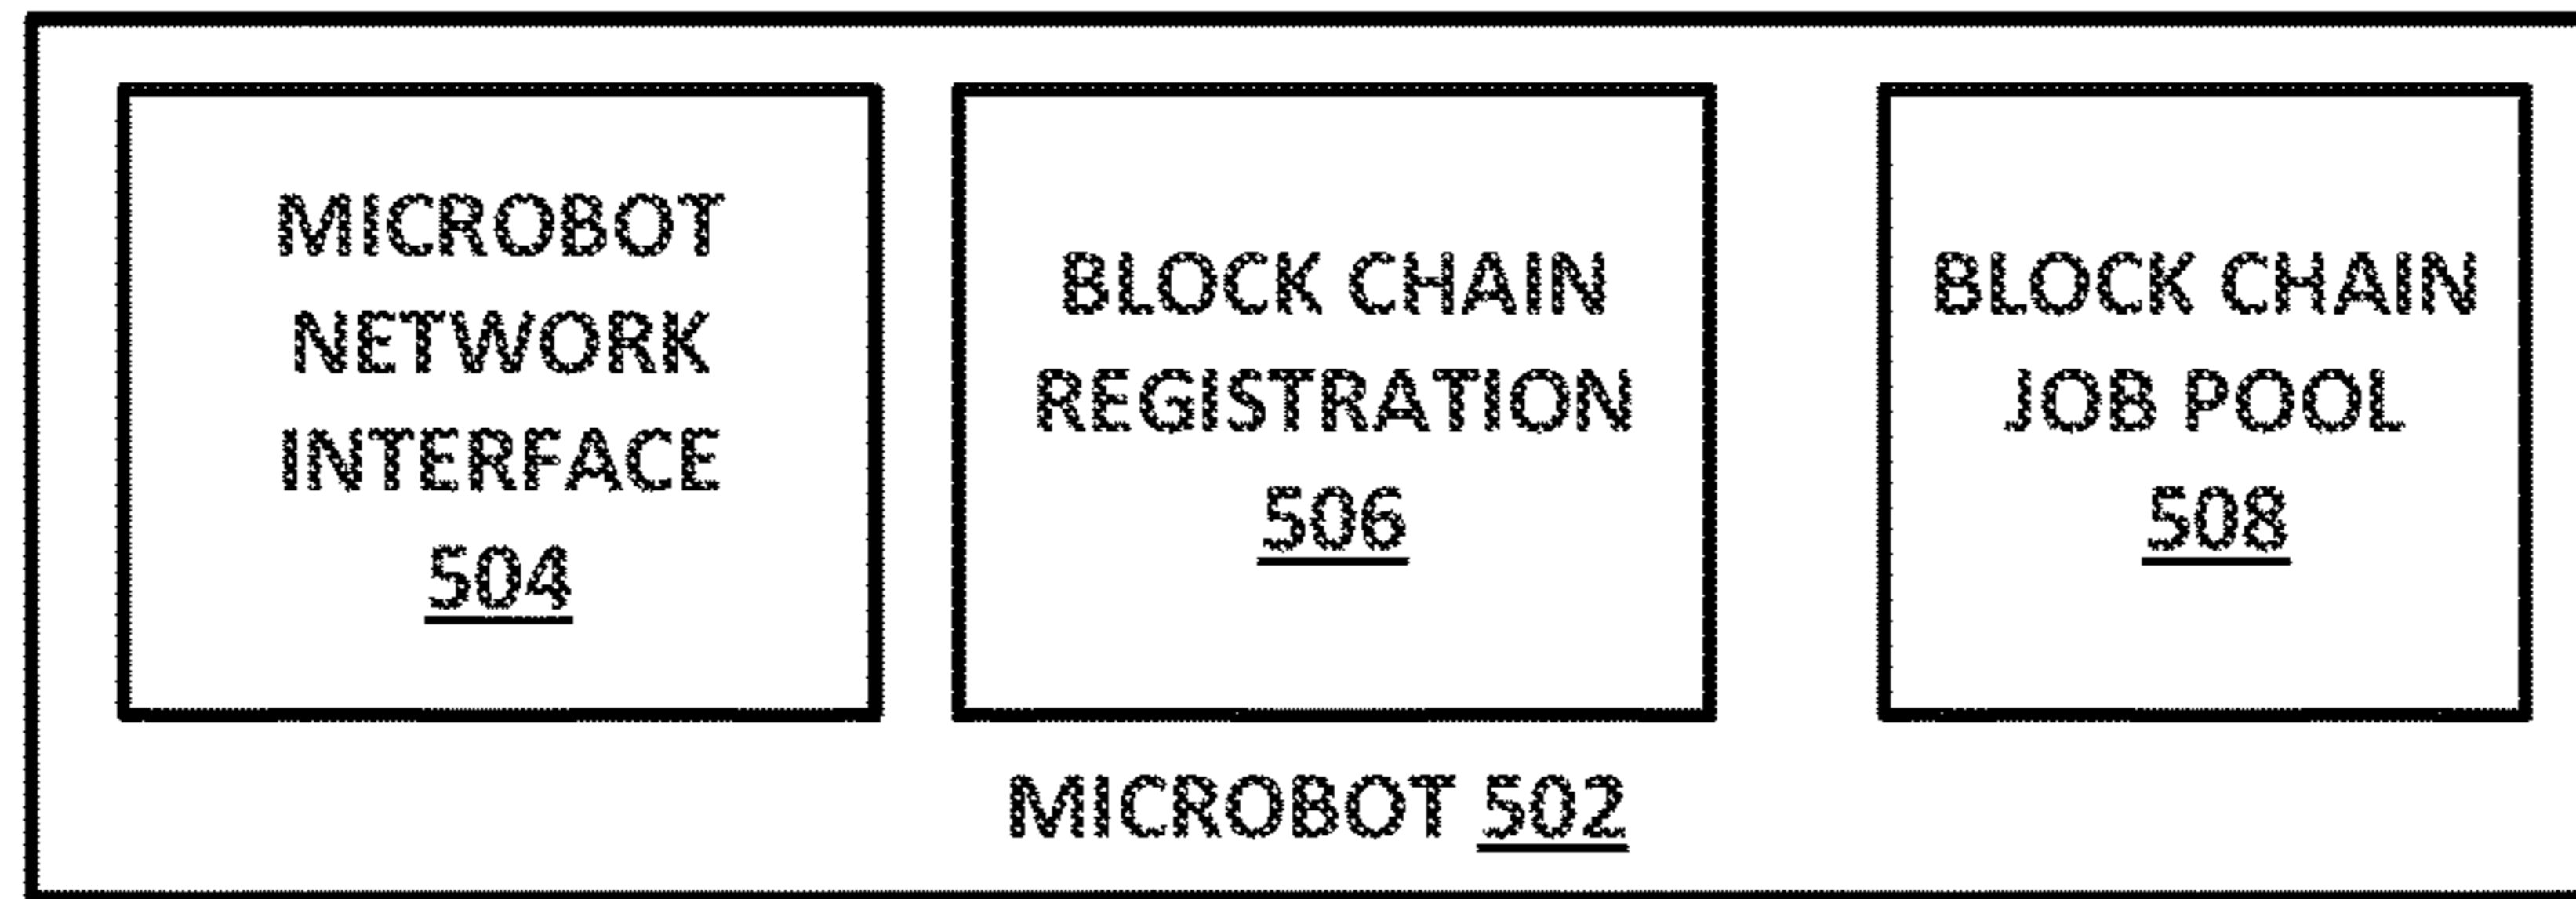 MICROBOT
NETWORK
INTERFACE
504
BLOCK CHAIN
REGISTRATION
506
BLOCK CHAIN
JOB POOL
508
MICROBOT 502